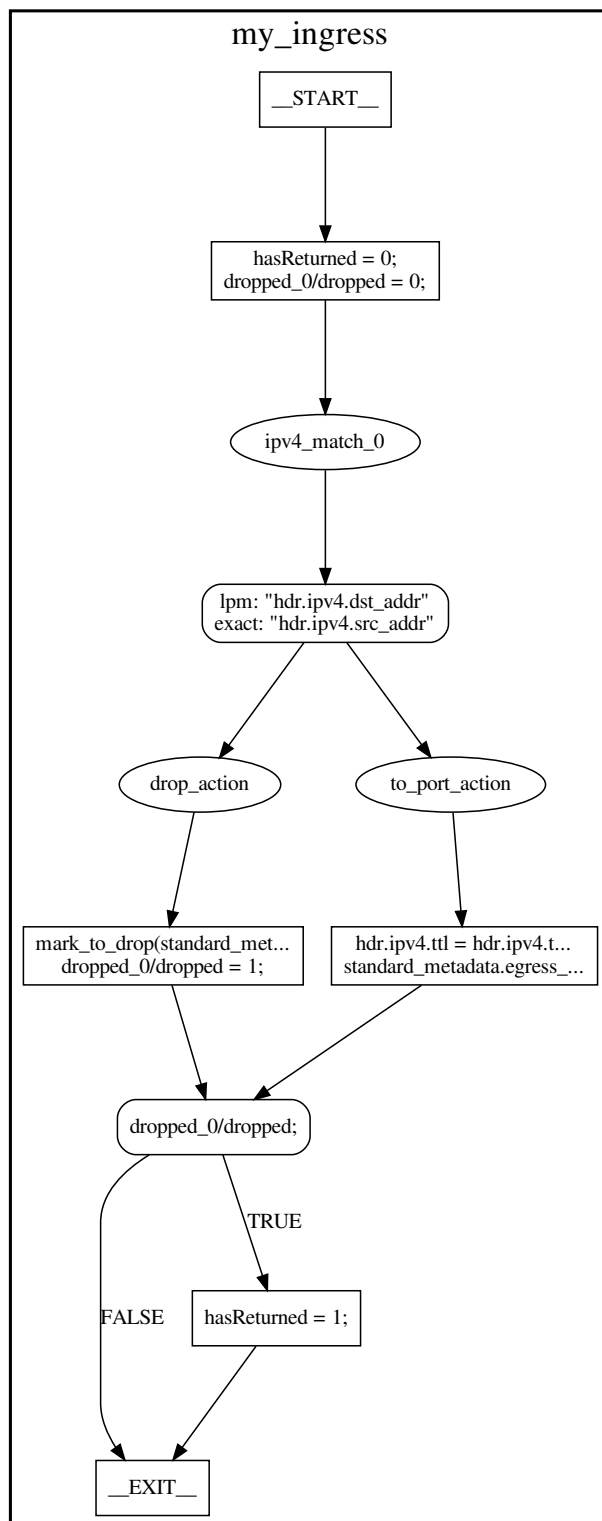 my_ingress
__START__
hasReturned = 0;
dropped_0/dropped = 0;
ipv4_match_0
lpm: "hdr.ipv4.dst_addr"
exact: "hdr.ipv4.src_addr"
drop_action
to_port_action
mark_to_drop(standard_met...
dropped_0/dropped = 1;
hdr.ipv4.ttl = hdr.ipv4.t...
standard_metadata.egress_...
dropped_0/dropped;
TRUE
FALSE
hasReturned = 1;
__EXIT__